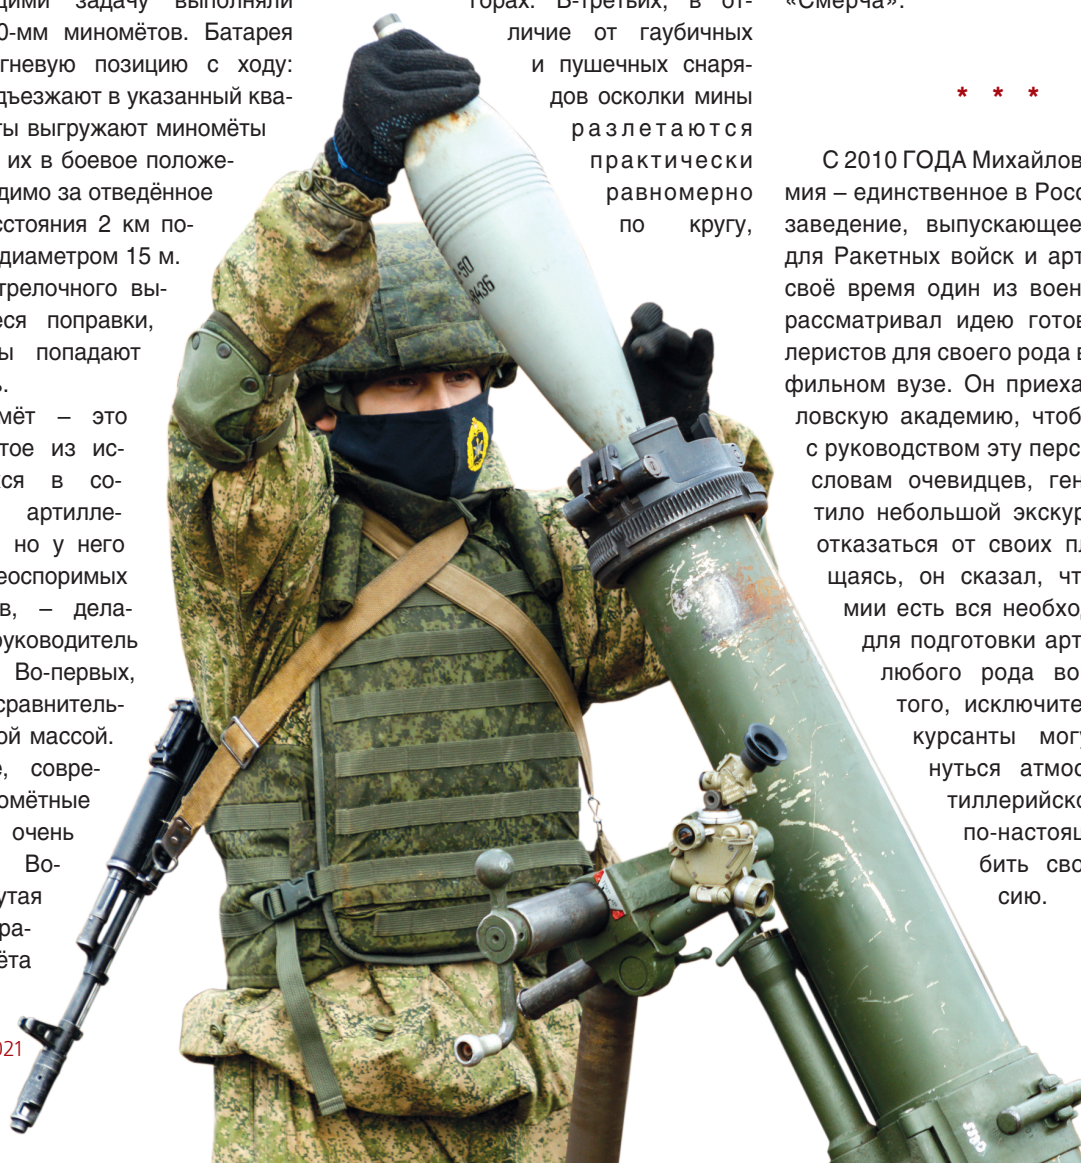 щими задачу выполняли
0-мм миномётов. Батарея
гневую позицию с ходу:
дъезжают в указанный ква-
ты выгружают миномёты
их в боевое положе-
димо за отведённое
сстояния 2 км по-
диаметром 15 м.
трелочного вы-
еся поправки,
ы попадают
мёт – это
тое из ис-
хся в со-
артилле-
но у него
еоспоримых
в, – дела-
руководитель
Во-первых,
сравнитель-
ой массой.
е, совре-
омётные
очень
Во-
утая
ра-
ёта
021
горах. В-третьих, в от-
личие от гаубичных
и пушечных снаря-
дов осколки мины
разлетаются
практически
равномерно
по кругу,
«Смерча».
* * *
С 2010 ГОДА Михайлов
мия – единственное в Росс
заведение, выпускающее
для Ракетных войск и арт
своё время один из воен
рассматривал идею готов
леристов для своего рода в
фильном вузе. Он приеха
ловскую академию, чтоб
с руководством эту перс
словам очевидцев, ген
тило небольшой экскур
отказаться от своих пл
щаясь, он сказал, чт
мии есть вся необход
для подготовки арт
любого рода во
того, исключите
курсанты могу
нуться атмос
тиллерийско
по-настоящ
бить сво
сию.
-50
9436